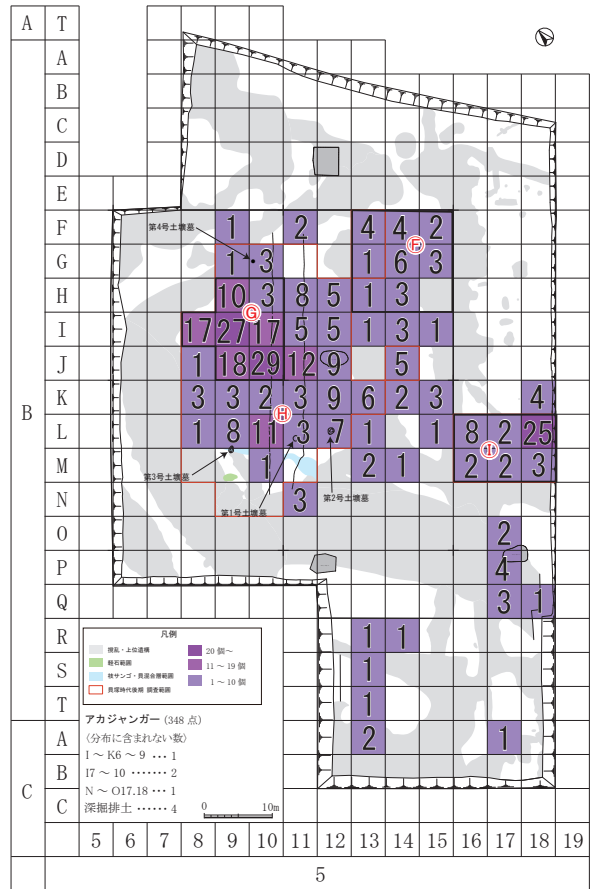 A T
A
B
C
D
E
F 1 2 4 4 2
第4号土壙墓
Ⓕ
G 1 3 1 6 3
H 10 3 8 5 1 3
Ⓖ
I 17 27 17 5 5 1 3 1
J 1 18 29 12 9 5
B K 3 3 2 3 9 6 2 3 4
Ⓗ
L 1 8 11 3 7 1 1 8 2 25
Ⓘ
M 1 2 1 2 2 3
第3号土壙墓 第1号土壙墓 第2号土壙墓
N 3
O 2
P 4
Q 3 1
R 1 1
S 1
T 1
A 2 1
B
C C
凡例
撹乱・上位遺構
軽石範囲
枝サンゴ・貝混合層範囲
貝塚時代後期 調査範囲
20 個～
11 ～ 19 個
1 ～ 10 個
アカジャンガー (348 点)
(分布に含まれない数)
I ～ K6 ～ 9 … 1
I7 ～ 10 ……… 2
N ～ O17.18 … 1
深掘排土 …… 4
0 10m
5 6 7 8 9 10 11 12 13 14 15 16 17 18 19
5